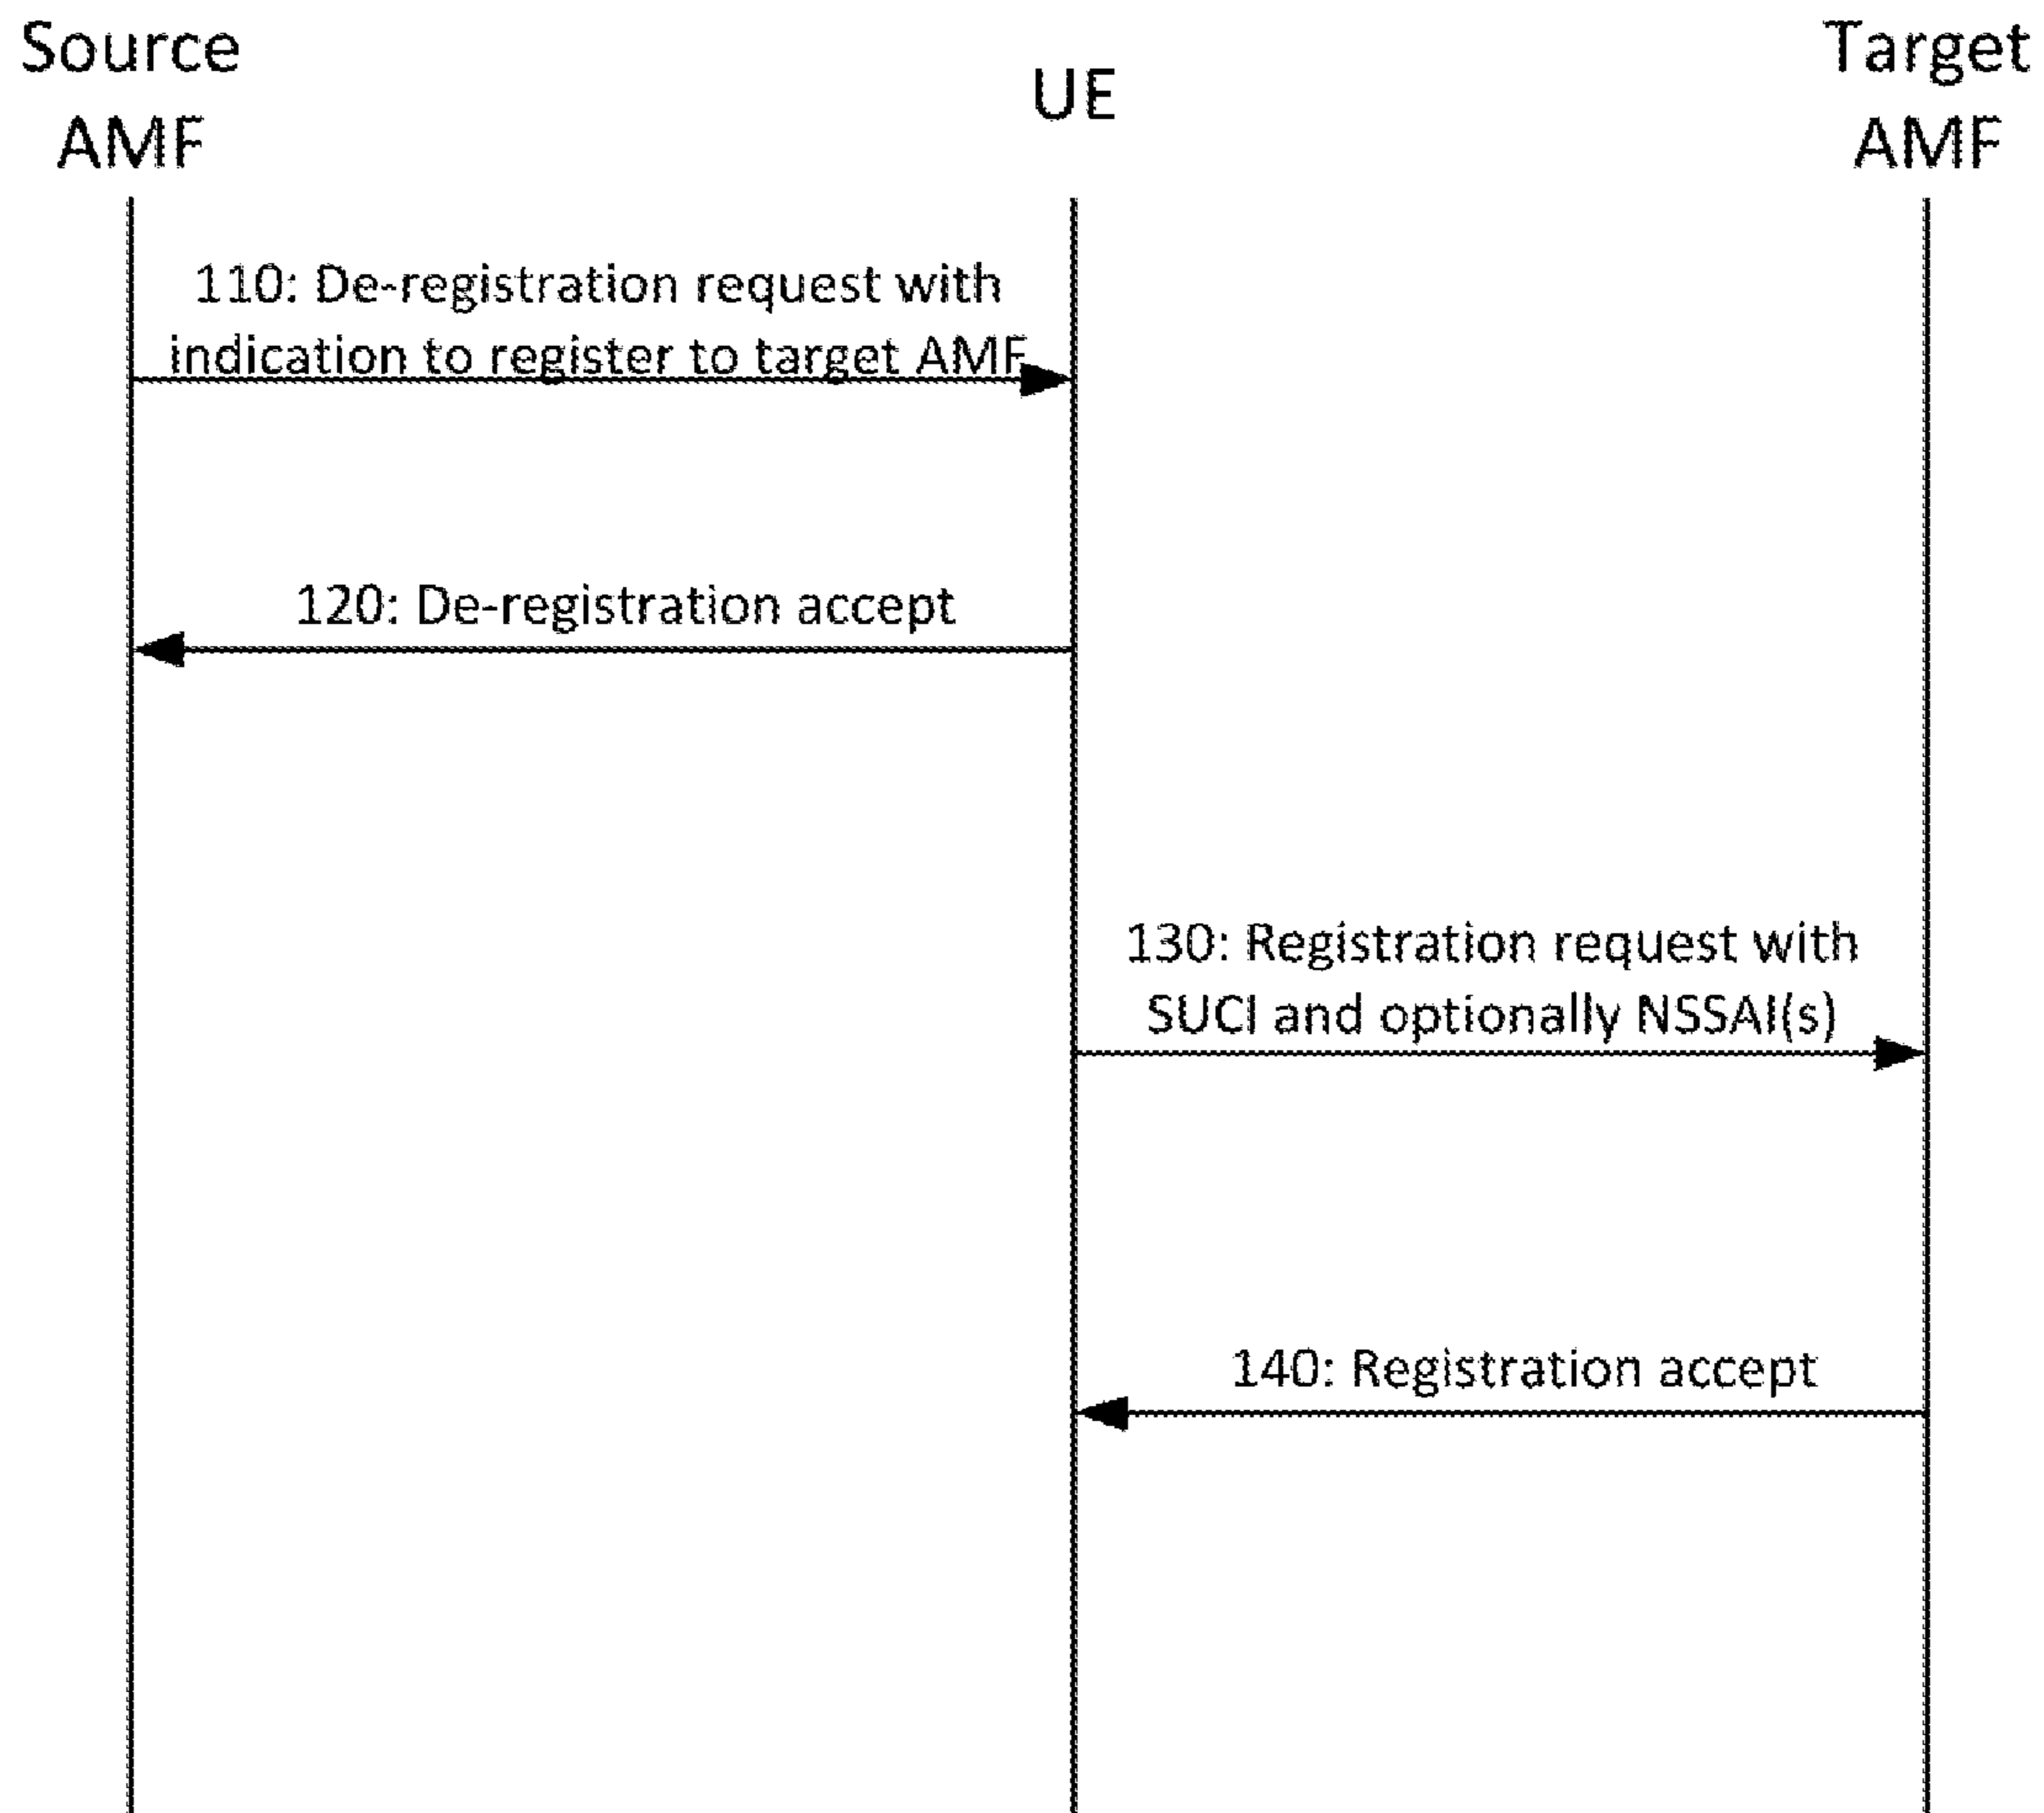 Source
AMF
UE
Target
AMF
110: De-registration request with
indication to register to target AMF
120: De-registration accept
130: Registration request with
SUCI and optionally NSSAI(s)
140: Registration accept